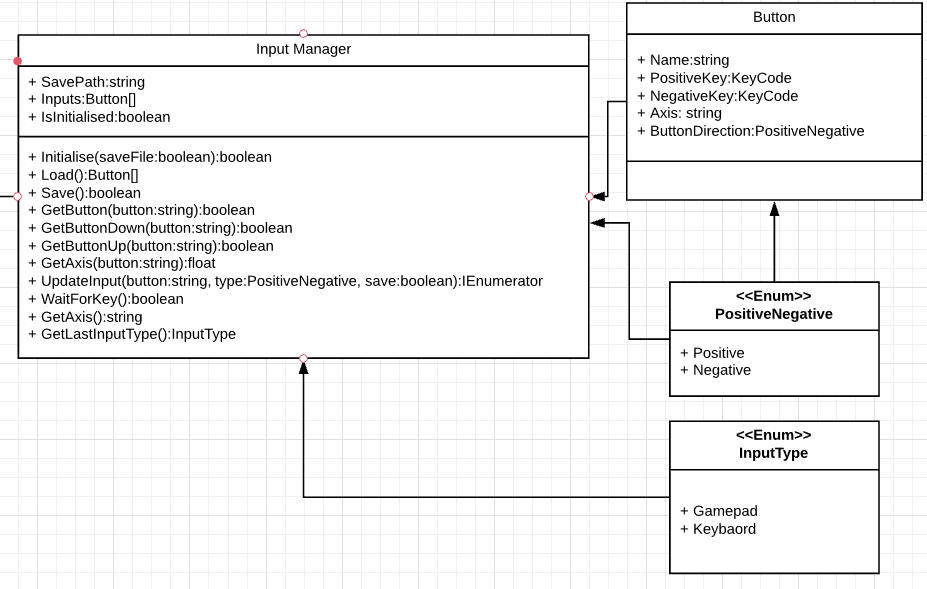 Input Manager
+ SavePath:string
+ Inputs:Button[]
+ IsInitialised:boolean
+ Initialise(saveFile:boolean):boolean
+ Load():Button[]
+ Save():boolean
+ GetButton(button:string):boolean
+ GetButtonDown(button:string):boolean
+ GetButtonUp(button:string):boolean
+ GetAxis(button:string):float
+ UpdateInput(button:string, type:PositiveNegative, save:boolean):IEnumerator
+ WaitForKey():boolean
+ GetAxis():string
+ GetLastInputType():InputType
Button
+ Name:string
+ PositiveKey:KeyCode
+ NegativeKey:KeyCode
+ Axis: string
+ ButtonDirection:PositiveNegative
<<Enum>>
PositiveNegative
+ Positive
+ Negative
<<Enum>>
InputType
+ Gamepad
+ Keybaord